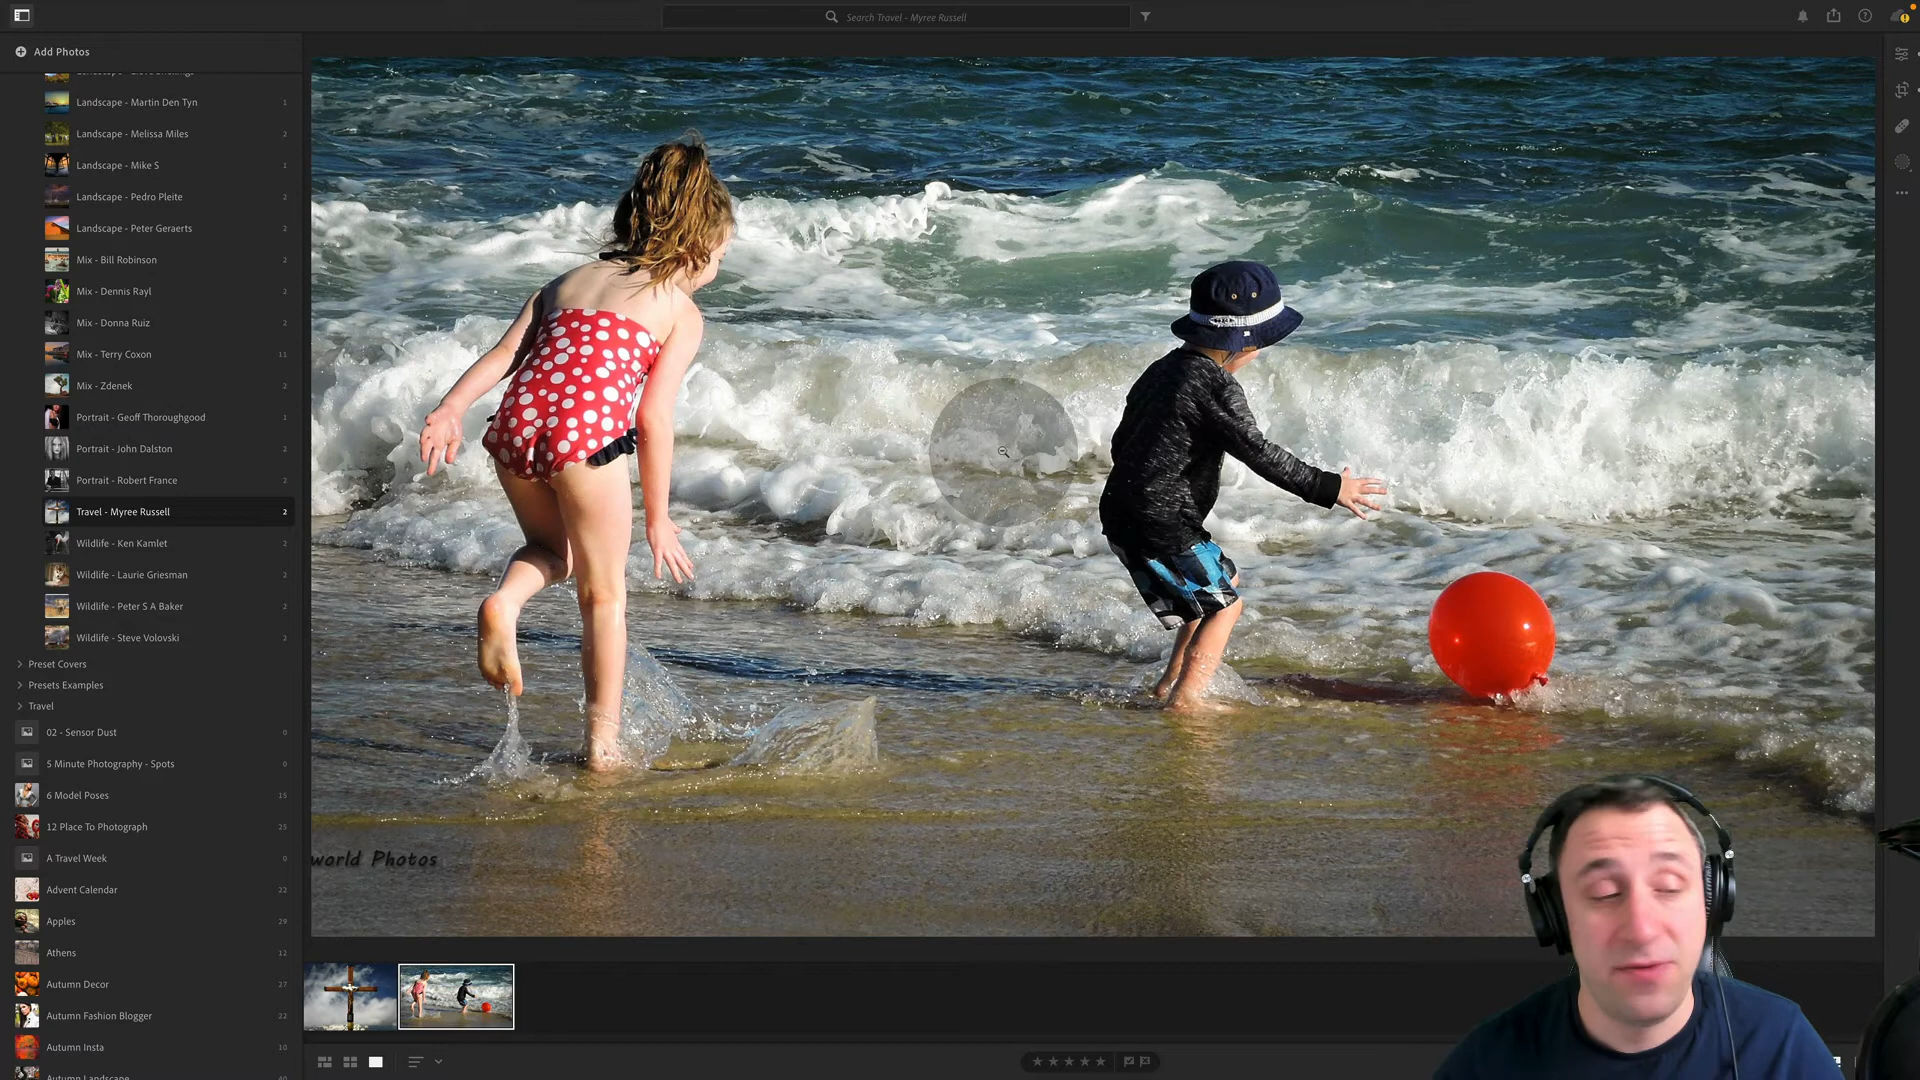 Search Travel - Myree Russell
Add Photos
Landscape - Martin Den Tyn 1
Landscape - Melissa Miles 2
Landscape - Mike S 1
Landscape - Pedro Pleite 2
Landscape - Peter Geraerts 2
Mix - Bill Robinson 2
Mix - Dennis Rayl 2
Mix - Donna Ruiz 2
Mix - Terry Coxon 11
Mix - Zdenek 2
Portrait - Geoff Thoroughgood 1
Portrait - John Dalston 2
Portrait - Robert France 2
Travel - Myree Russell 2
Wildlife - Ken Kamlet 2
Wildlife - Laurie Griesman 2
Wildlife - Peter S A Baker 2
Wildlife - Steve Volovski 2
Preset Covers
Presets Examples
Travel
02 - Sensor Dust 0
5 Minute Photography - Spots 0
6 Model Poses 15
12 Place To Photograph 25
A Travel Week 0
Advent Calendar 22
Apples 29
Athens 12
Autumn Decor 27
Autumn Fashion Blogger 22
Autumn Insta 10
Autumn Landscape
world Photos